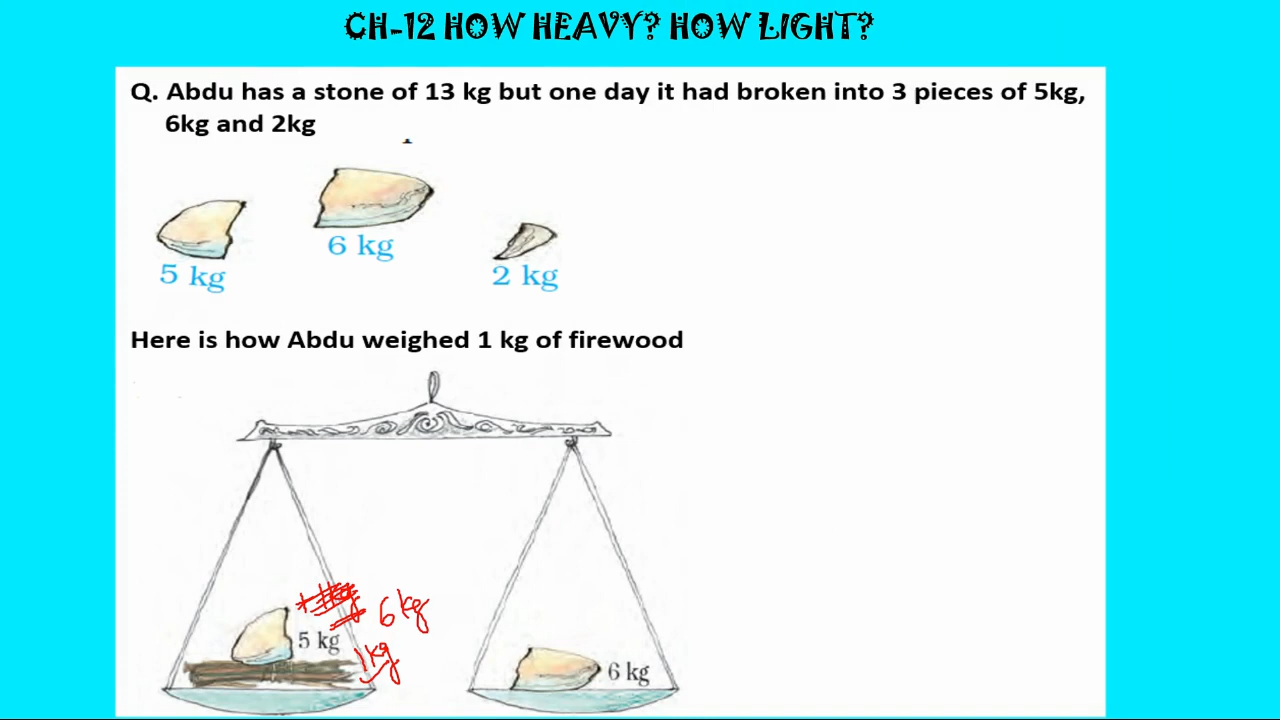 CH-12 HOW HEAVY? HOW LIGHT?
Q. Abdu has a stone of 13 kg but one day it had broken into 3 pieces of 5kg,
6kg and 2kg
6 kg
5 kg
2 kg
Here is how Abdu weighed 1 kg of firewood
6 kg
5 kg
1 kg
6 kg